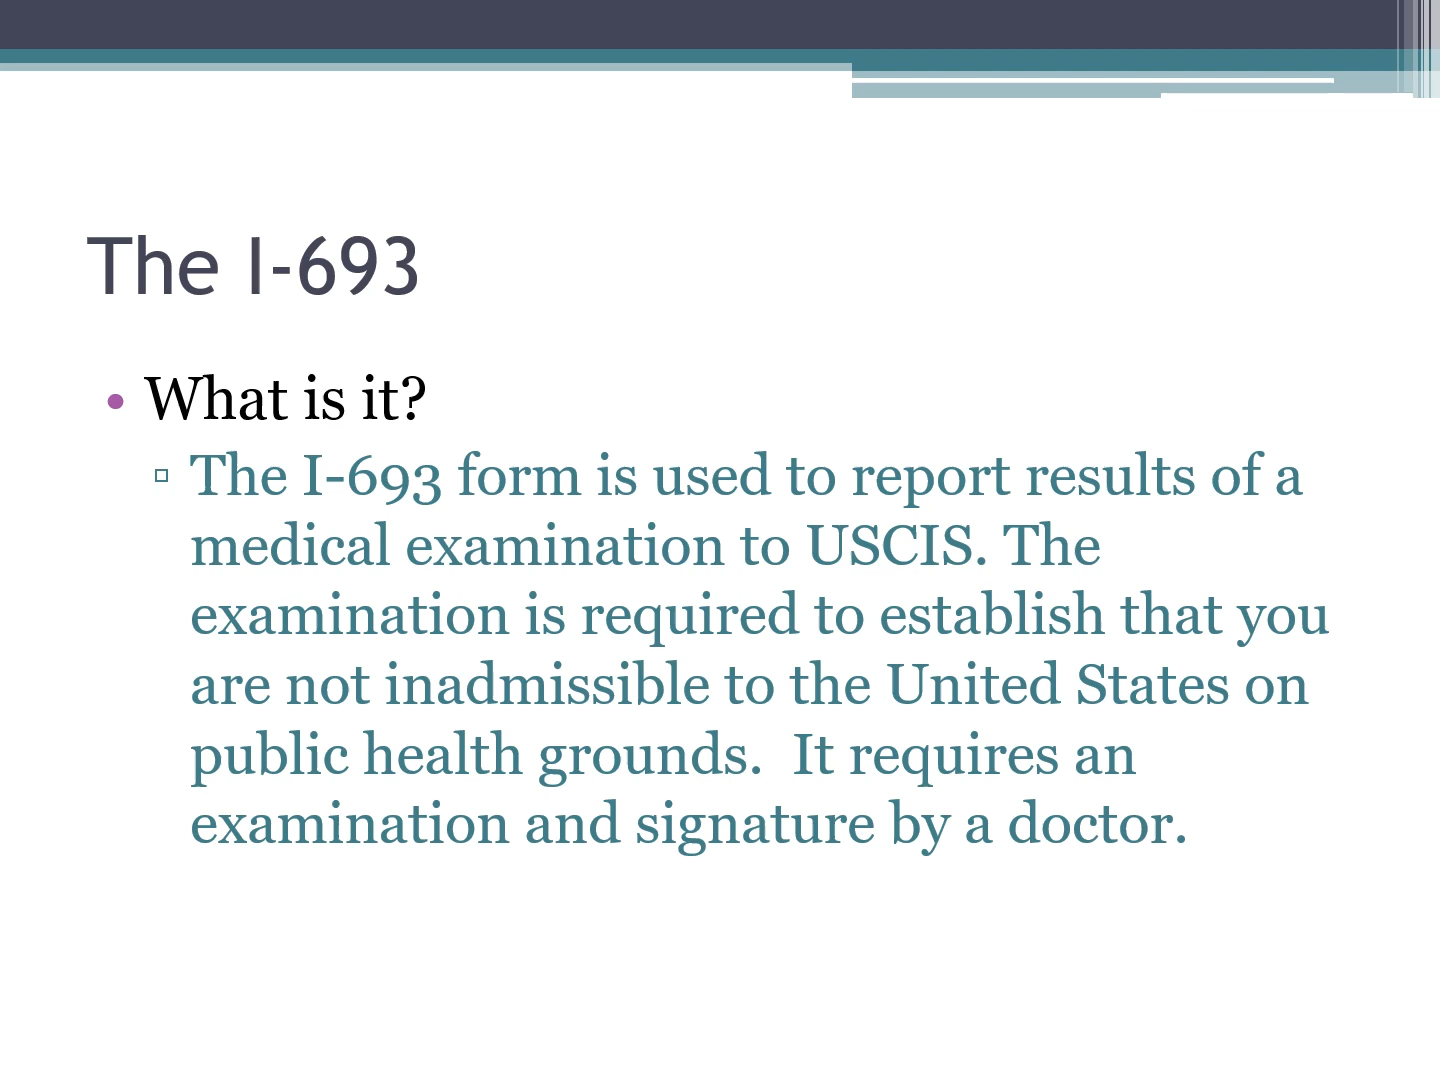 The I-693
• What is it?
▫ The I-693 form is used to report results of a
medical examination to USCIS. The
examination is required to establish that you
are not inadmissible to the United States on
public health grounds.  It requires an
examination and signature by a doctor.